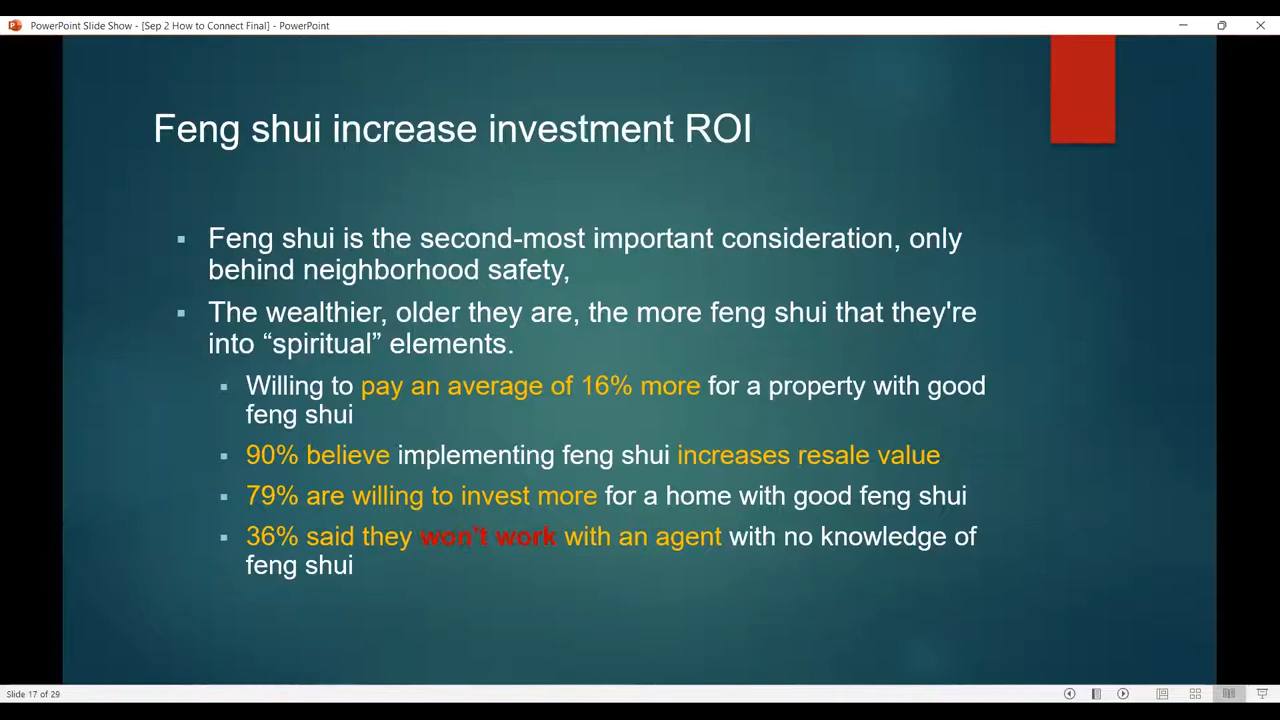 PowerPoint Slide Show - [Sep 2 How to Connect Final] - PowerPoint
Feng shui increase investment ROI
Feng shui is the second-most important consideration, only
behind neighborhood safety,
The wealthier, older they are, the more feng shui that they're
into “spiritual” elements.
Willing to pay an average of 16% more for a property with good
feng shui
90% believe implementing feng shui increases resale value
79% are willing to invest more for a home with good feng shui
36% said they won't work with an agent with no knowledge of
feng shui
Slide 17 of 29